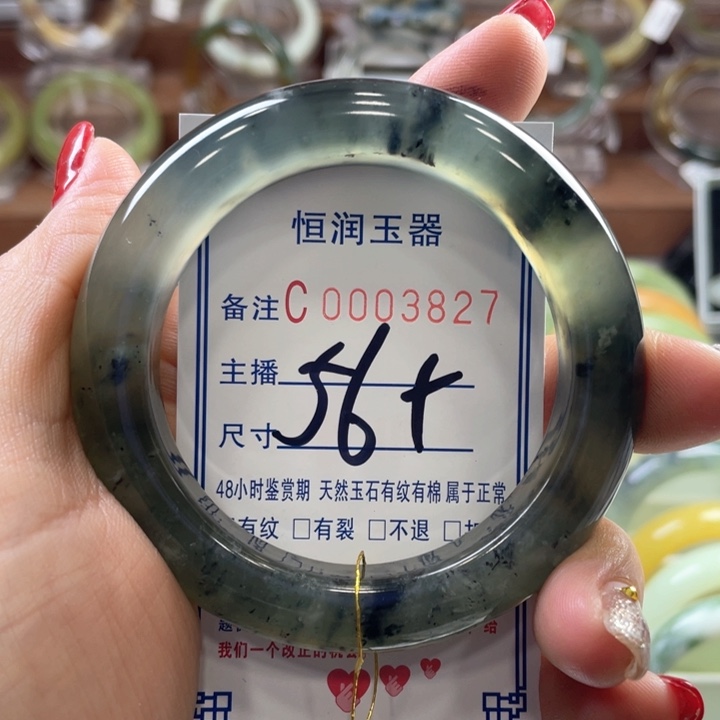 恒润玉器
备注C 0003827
主播
尺寸 56+
48小时鉴赏期 天然玉石有纹有棉 属于正常
有纹 □有裂 □不退 □
我们一个改正的机会